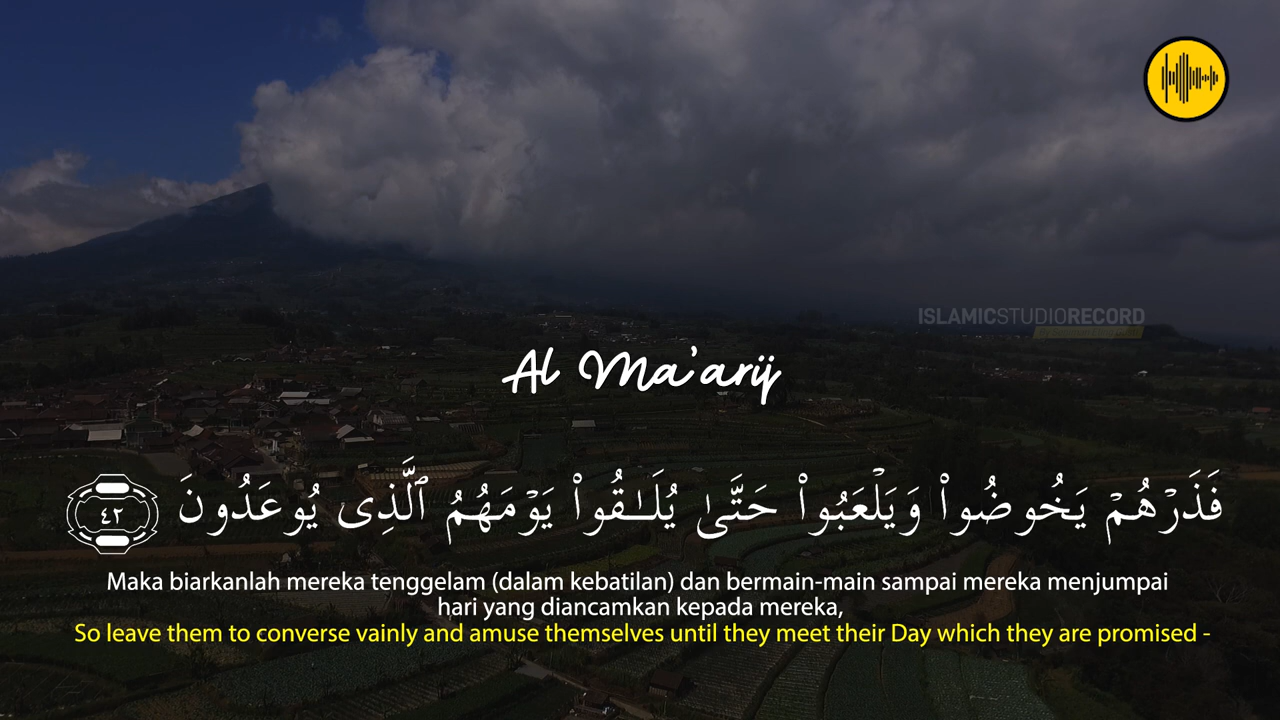 ISLAMICSTUDIORECORD
Al Ma'arij
فَذَرْهُمْ يَخُوضُوا۟ وَيَلْعَبُوا۟ حَتَّىٰ يُلَـٰقُوا۟ يَوْمَهُمُ ٱلَّذِى يُوعَدُونَ ٤٢
Maka biarkanlah mereka tenggelam (dalam kebatilan) dan bermain-main sampai mereka menjumpai
hari yang diancamkan kepada mereka,
So leave them to converse vainly and amuse themselves until they meet their Day which they are promised -